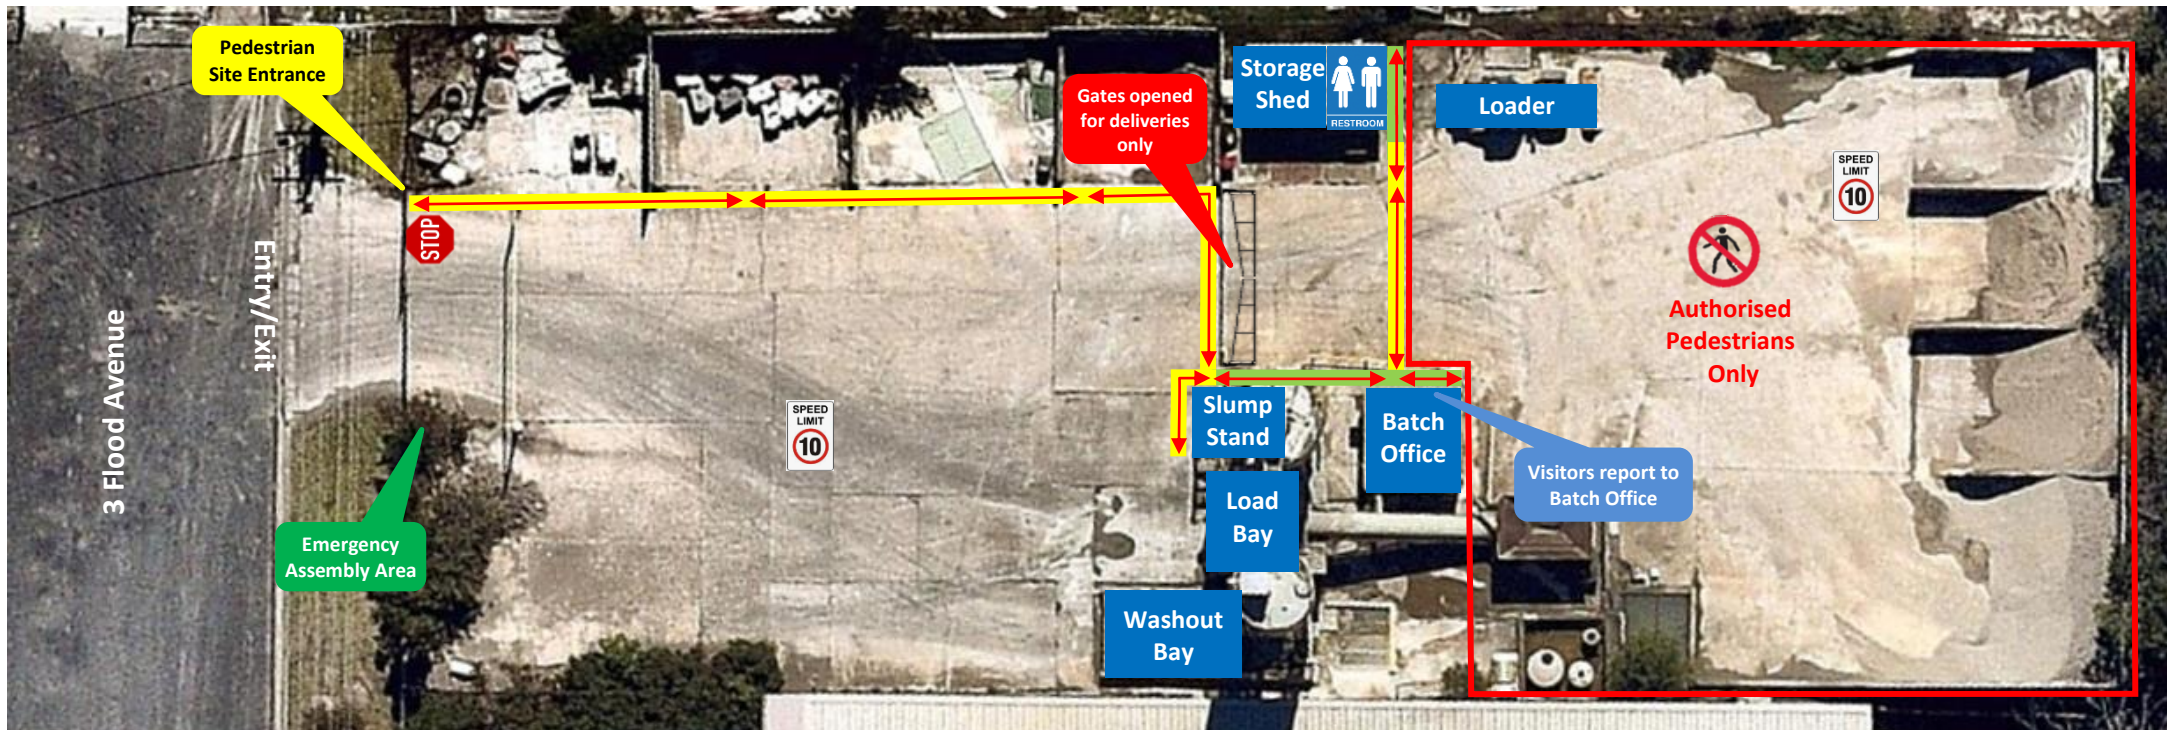 Pedestrian
Site Entrance
STOP
Entry/Exit
3 Flood Avenue
Emergency
Assembly Area
SPEED
LIMIT
10
Gates opened
for deliveries
only
Storage
Shed
RESTROOM
Loader
SPEED
LIMIT
10
Authorised
Pedestrians
Only
Slump
Stand
Batch
Office
Visitors report to
Batch Office
Load
Bay
Washout
Bay